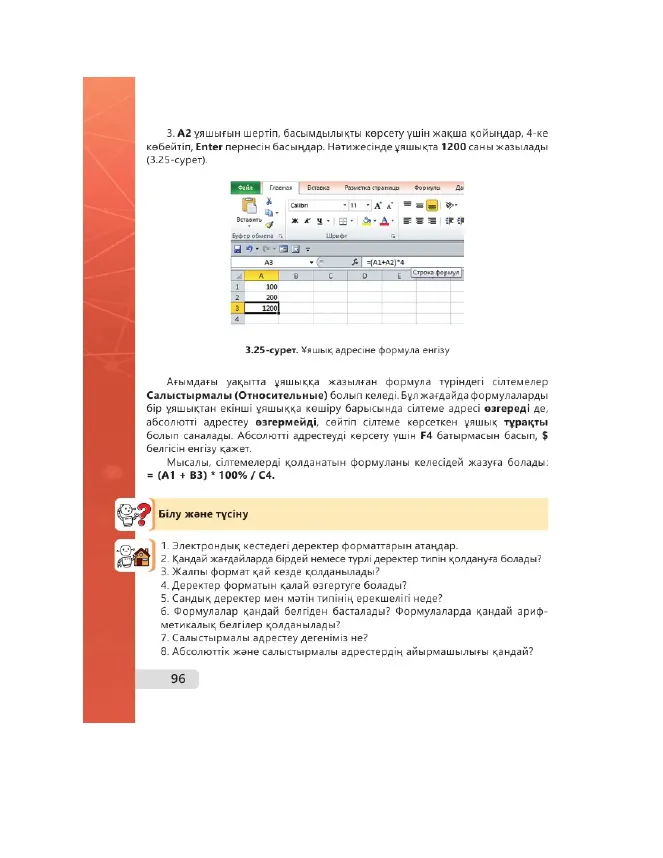 3. А2 ұяшығын шертіп, басымдылықты көрсету үшін жақша қойыңдар, 4-ке
көбейтіп, Enter пернесін басыңдар. Нәтижесінде ұяшықта 1200 саны жазылады
(3.25-сурет).
Файл Главная Вставка Разметка страницы Формулы Да
Calibri 11 А А
Вставить
Ж К Ч А
Буфер обмена Шрифт
A3 fx =(A1+A2)*4
Строка формул
A B C D E
1 100
2 200
3 1200
4
3.25-сурет. Ұяшық адресіне формула енгізу
Ағымдағы уақытта ұяшыққа жазылған формула түріндегі сілтемелер
Салыстырмалы (Относительные) болып келеді. Бұл жағдайда формулаларды
бір ұяшықтан екінші ұяшыққа көшіру барысында сілтеме адресі өзгереді де,
абсолютті адрестеу өзгермейді, сөйтіп сілтеме көрсеткен ұяшық тұрақты
болып саналады. Абсолютті адрестеуді көрсету үшін F4 батырмасын басып, $
белгісін енгізу қажет.
Мысалы, сілтемелерді қолданатын формуланы келесідей жазуға болады:
= (A1 + B3) * 100% / C4.
Білу және түсіну
1. Электрондық кестедегі деректер форматтарын атаңдар.
2. Қандай жағдайларда бірдей немесе түрлі деректер типін қолдануға болады?
3. Жалпы формат қай кезде қолданылады?
4. Деректер форматын қалай өзгертуге болады?
5. Сандық деректер мен мәтін типінің ерекшелігі неде?
6. Формулалар қандай белгіден басталады? Формулаларда қандай ариф-
метикалық белгілер қолданылады?
7. Салыстырмалы адрестеу дегеніміз не?
8. Абсолюттік және салыстырмалы адрестердің айырмашылығы қандай?
96